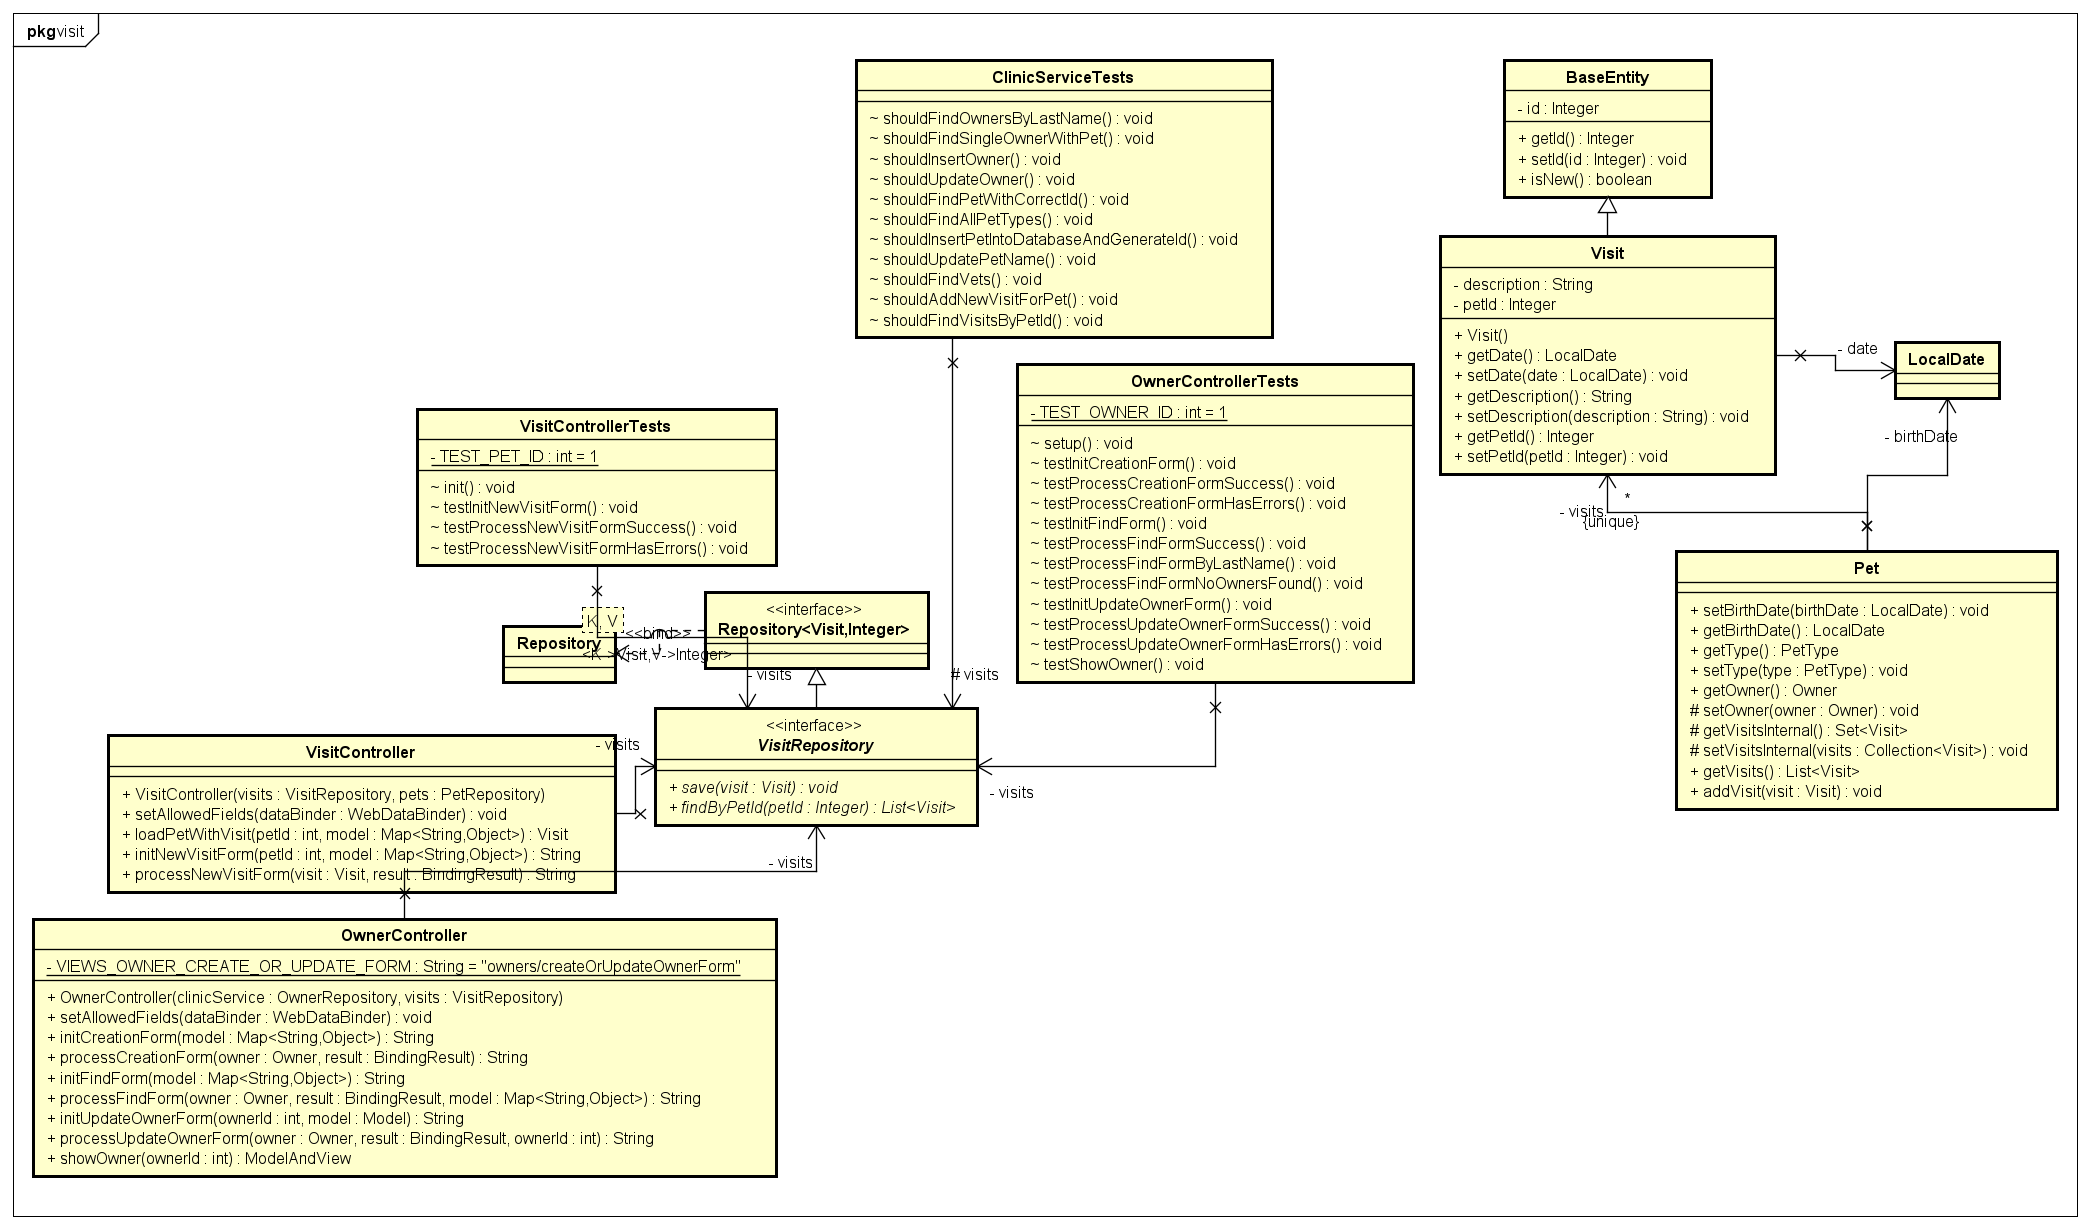 pkg visit
ClinicServiceTests
~ shouldFindOwnersByLastName() : void
~ shouldFindSingleOwnerWithPet() : void
~ shouldInsertOwner() : void
~ shouldUpdateOwner() : void
~ shouldFindPetWithCorrectId() : void
~ shouldFindAllPetTypes() : void
~ shouldInsertPetIntoDatabaseAndGenerateId() : void
~ shouldUpdatePetName() : void
~ shouldFindVets() : void
~ shouldAddNewVisitForPet() : void
~ shouldFindVisitsByPetId() : void
BaseEntity
- id : Integer
+ getId() : Integer
+ setId(id : Integer) : void
+ isNew() : boolean
Visit
- description : String
- petId : Integer
+ Visit()
+ getDate() : LocalDate
+ setDate(date : LocalDate) : void
+ getDescription() : String
+ setDescription(description : String) : void
+ getPetId() : Integer
+ setPetId(petId : Integer) : void
- date
LocalDate
- birthDate
*
- visits
{unique}
OwnerControllerTests
- TEST_OWNER_ID : int = 1
~ setup() : void
~ testInitCreationForm() : void
~ testProcessCreationFormSuccess() : void
~ testProcessCreationFormHasErrors() : void
~ testInitFindForm() : void
~ testProcessFindFormSuccess() : void
~ testProcessFindFormByLastName() : void
~ testProcessFindFormNoOwnersFound() : void
~ testInitUpdateOwnerForm() : void
~ testProcessUpdateOwnerFormSuccess() : void
~ testProcessUpdateOwnerFormHasErrors() : void
~ testShowOwner() : void
VisitControllerTests
- TEST_PET_ID : int = 1
~ init() : void
~ testInitNewVisitForm() : void
~ testProcessNewVisitFormSuccess() : void
~ testProcessNewVisitFormHasErrors() : void
Pet
+ setBirthDate(birthDate : LocalDate) : void
+ getBirthDate() : LocalDate
+ getType() : PetType
+ setType(type : PetType) : void
+ getOwner() : Owner
# setOwner(owner : Owner) : void
# getVisitsInternal() : Set<Visit>
# setVisitsInternal(visits : Collection<Visit>) : void
+ getVisits() : List<Visit>
+ addVisit(visit : Visit) : void
K, V
Repository
<<bind>>
<K->Visit,V->Integer>
<<interface>>
Repository<Visit,Integer>
- visits
# visits
<<interface>>
VisitRepository
+ save(visit : Visit) : void
+ findByPetId(petId : Integer) : List<Visit>
- visits
- visits
- visits
VisitController
+ VisitController(visits : VisitRepository, pets : PetRepository)
+ setAllowedFields(dataBinder : WebDataBinder) : void
+ loadPetWithVisit(petId : int, model : Map<String,Object>) : Visit
+ initNewVisitForm(petId : int, model : Map<String,Object>) : String
+ processNewVisitForm(visit : Visit, result : BindingResult) : String
OwnerController
- VIEWS_OWNER_CREATE_OR_UPDATE_FORM : String = "owners/createOrUpdateOwnerForm"
+ OwnerController(clinicService : OwnerRepository, visits : VisitRepository)
+ setAllowedFields(dataBinder : WebDataBinder) : void
+ initCreationForm(model : Map<String,Object>) : String
+ processCreationForm(owner : Owner, result : BindingResult) : String
+ initFindForm(model : Map<String,Object>) : String
+ processFindForm(owner : Owner, result : BindingResult, model : Map<String,Object>) : String
+ initUpdateOwnerForm(ownerId : int, model : Model) : String
+ processUpdateOwnerForm(owner : Owner, result : BindingResult, ownerId : int) : String
+ showOwner(ownerId : int) : ModelAndView